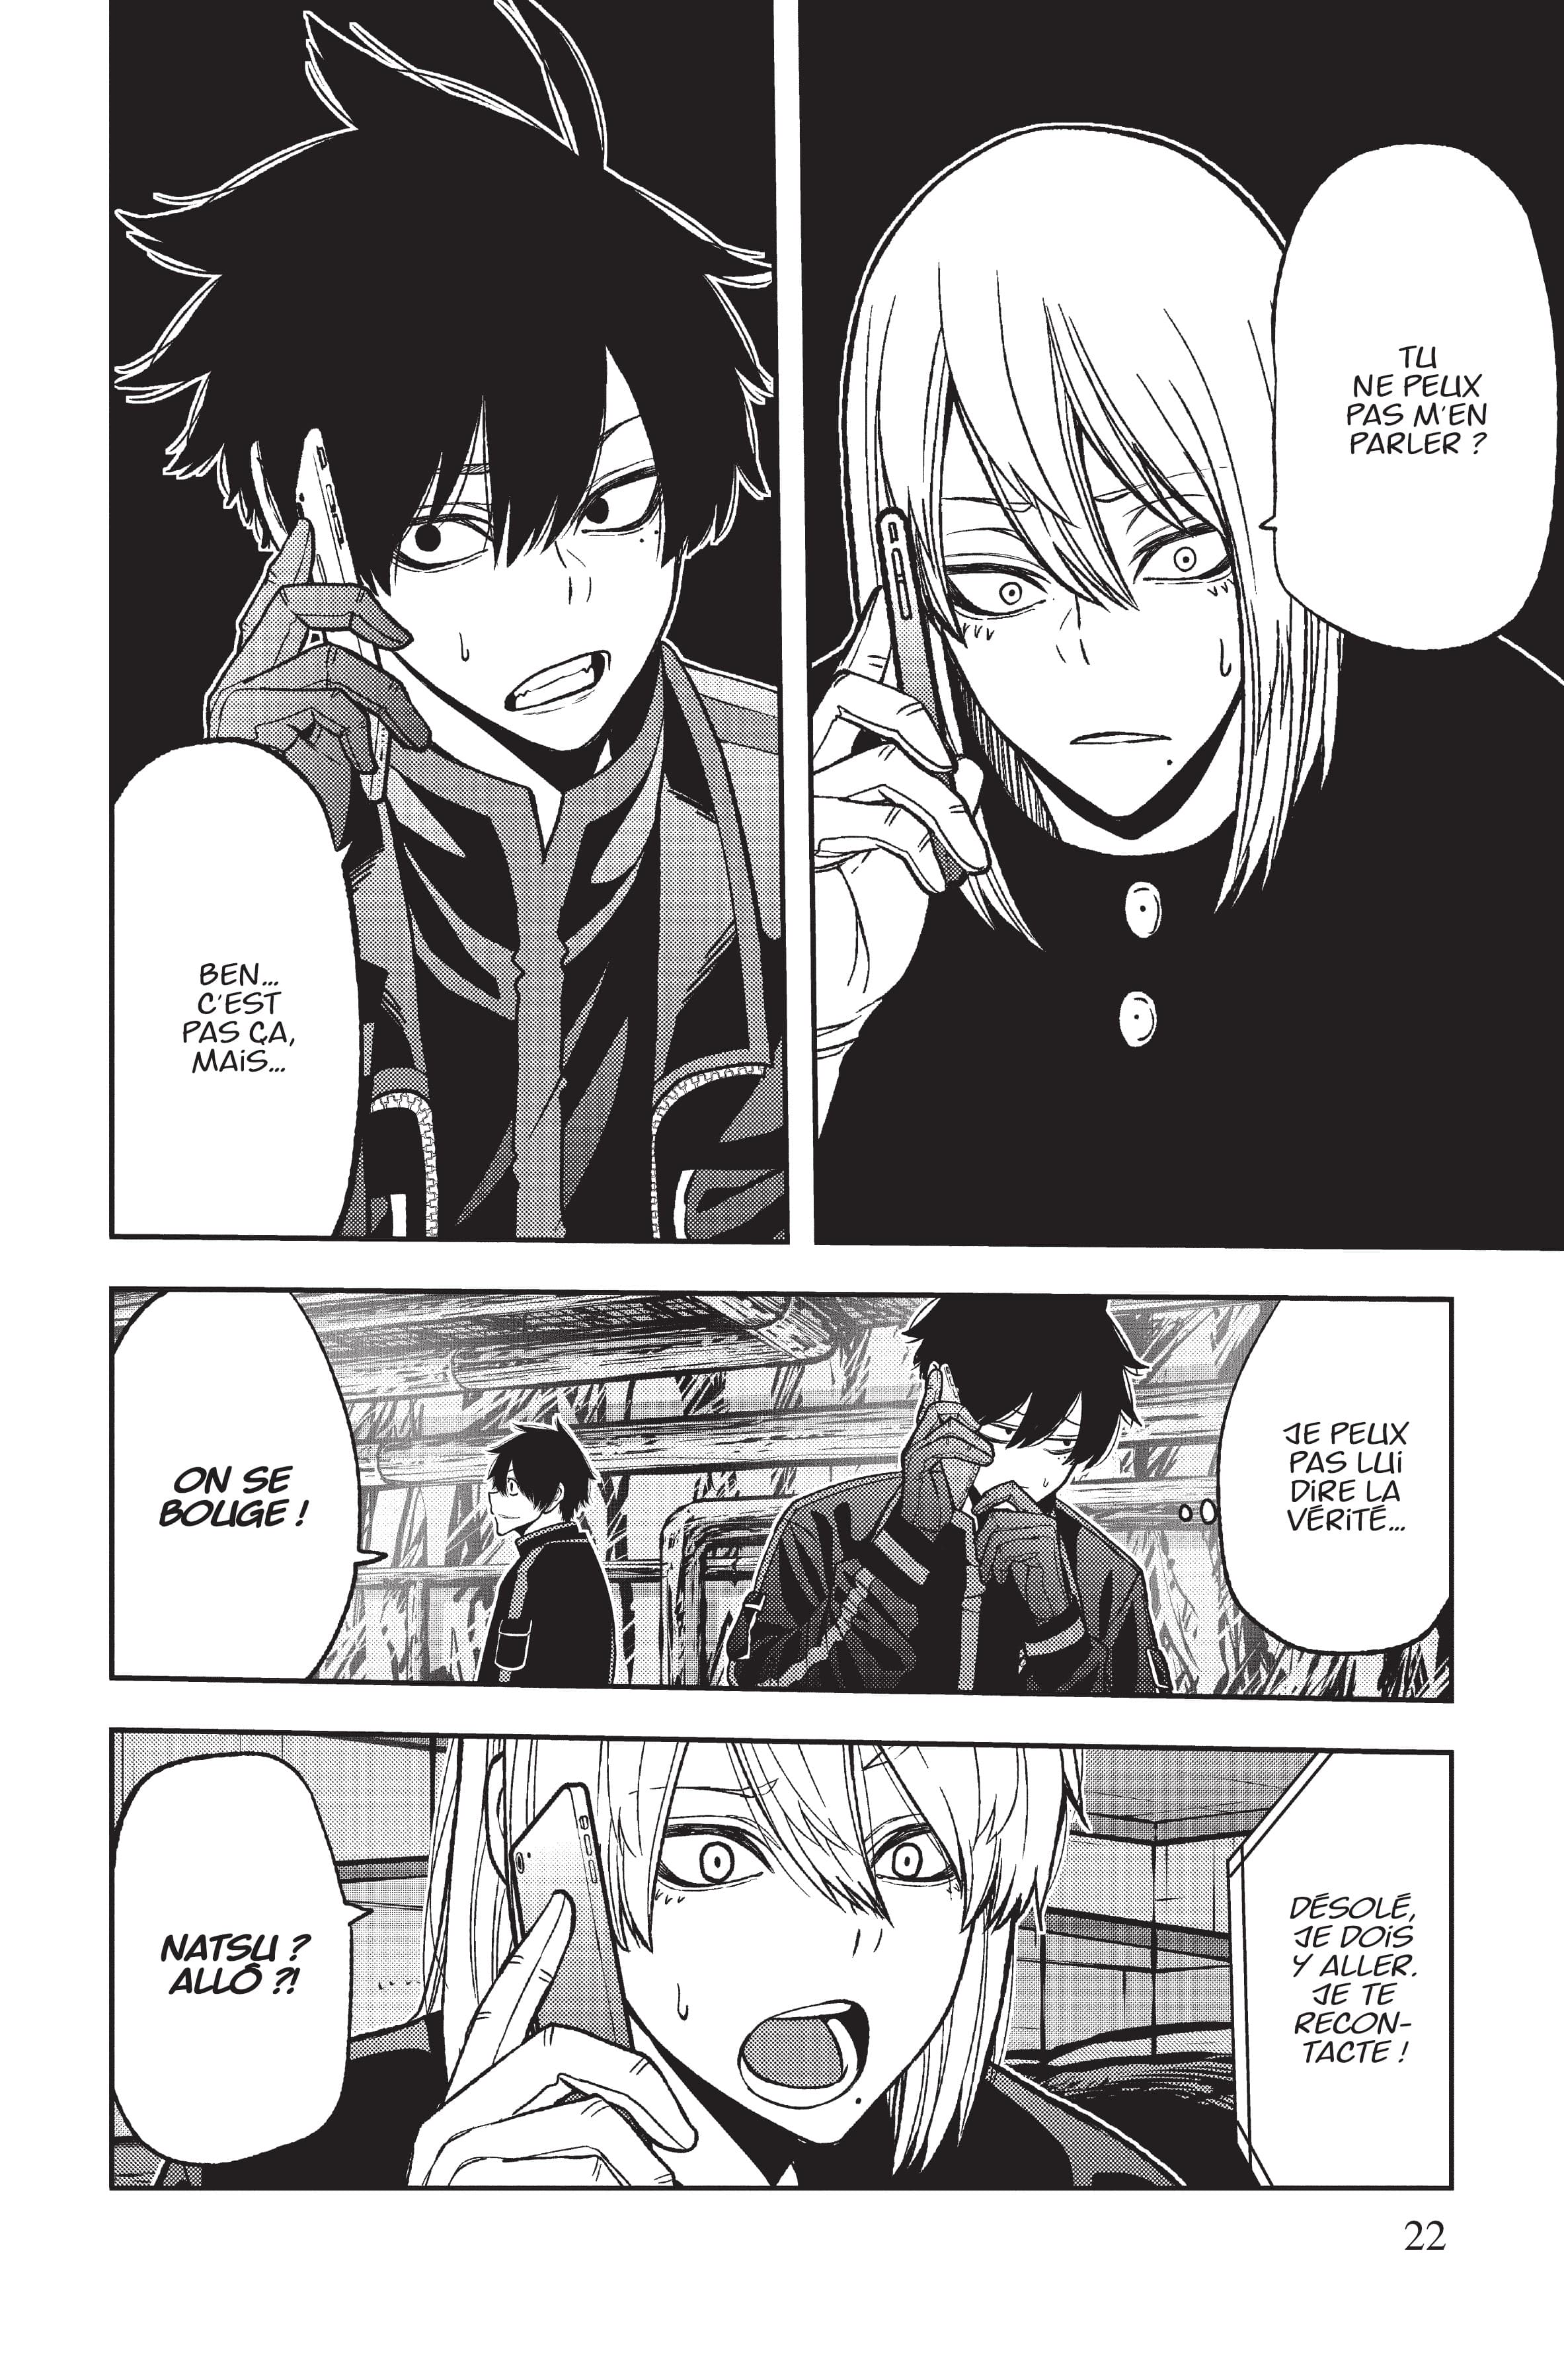 TU
NE PEUX
PAS M'EN
PARLER ?
BEN...
C'EST
PAS ÇA,
MAIS...
JE PEUX
PAS LUI
DIRE LA
VÉRITÉ...
ON SE
BOUGE !
DÉSOLÉ,
JE DOIS
Y ALLER.
JE TE
RECON-
TACTE !
NATSU ?
ALLÔ ?!
22